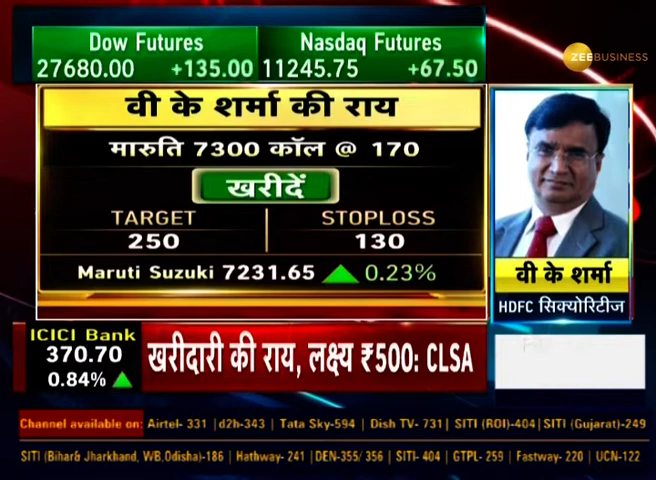 Dow Futures
27680.00 +135.00
Nasdaq Futures
11245.75 +67.50
ZEEBUSINESS
वी के शर्मा की राय
मारुति 7300 कॉल @ 170
खरीदें
TARGET
250
STOPLOSS
130
Maruti Suzuki 7231.65 0.23%
वी के शर्मा
HDFC सिक्योरिटीज
ICICI Bank
370.70
0.84%
खरीदारी की राय, लक्ष्य ₹500: CLSA
Channel available on: Airtel- 331 |d2h-343 | Tata Sky-594 | Dish TV- 731| SITI (ROI)-404|SITI (Gujarat)-249
SITI (Bihar& Jharkhand, WB,Odisha)-186 | Hathway- 241 |DEN-355/ 356 | SITI- 404 | GTPL- 259 | Fastway- 220 | UCN-122